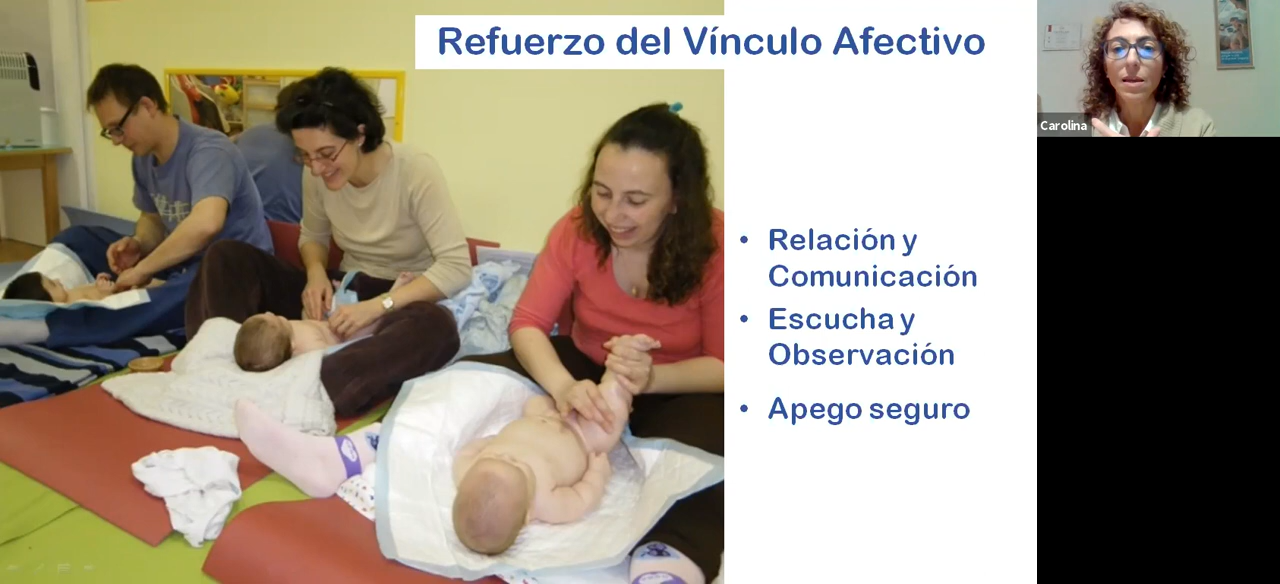 Refuerzo del Vínculo Afectivo
• Relación y
Comunicación
• Escucha y
Observación
• Apego seguro
Carolina